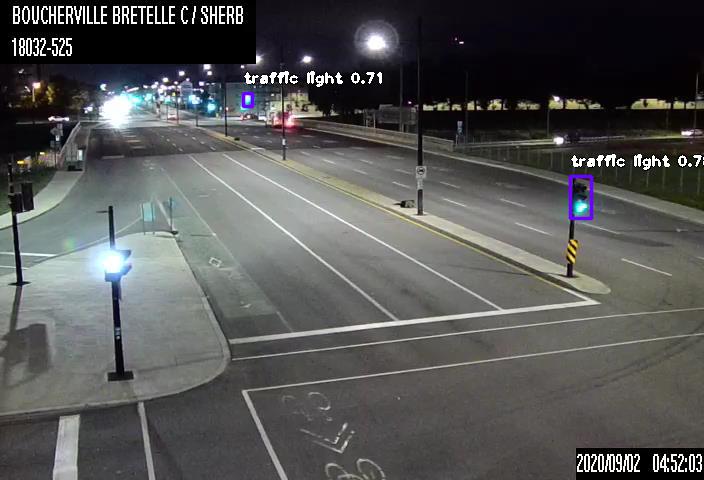 BOUCHERVILLE BRETELLE C / SHERB
18032-525
traffic light 0.71
traffic light 0.7
2020/09/02 04:52:03